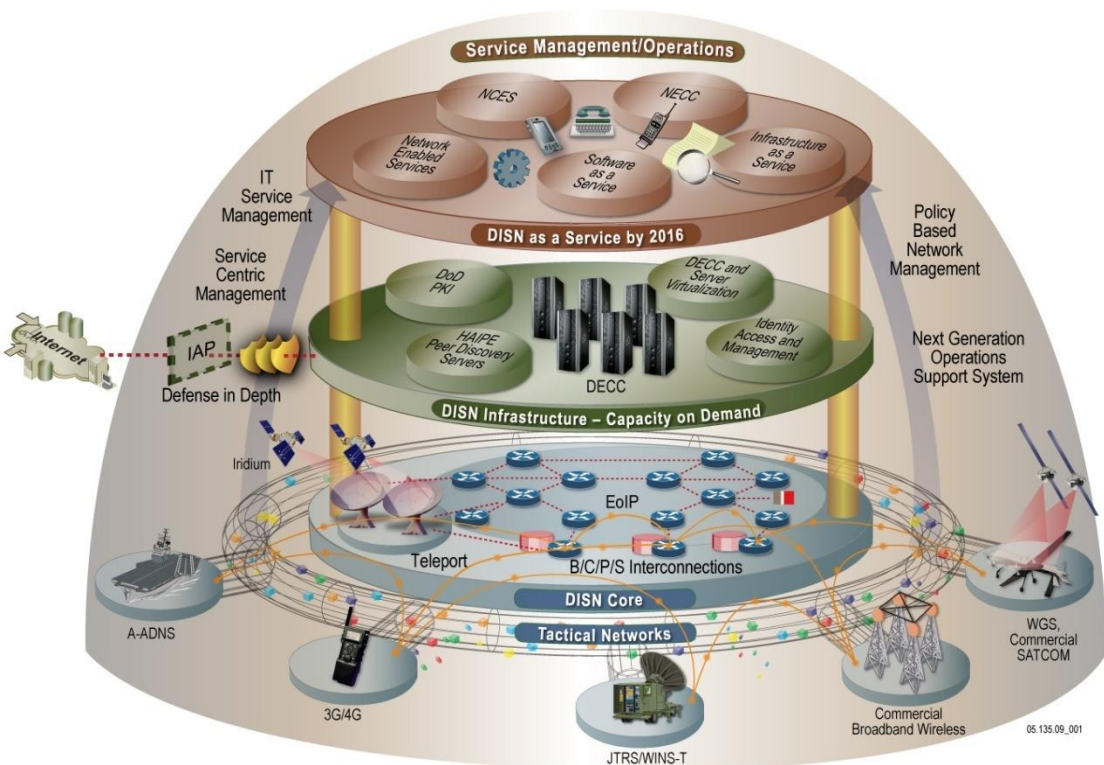 Service Management/Operations
NCES
NECC
Network
Enabled
Services
Software
as a
Service
Infrastructure
as a
Service
DISN as a Service by 2016
IT
Service
Management
Service
Centric
Management
Policy
Based
Network
Management
Next Generation
Operations
Support System
DoD
PKI
DECC and
Server
Virtualization
HAIPE
Peer Discovery
Servers
Identity
Access and
Management
DECC
DISN Infrastructure – Capacity on Demand
Internet
IAP
Defense in Depth
Iridium
EoIP
Teleport
B/C/P/S Interconnections
DISN Core
Tactical Networks
A-ADNS
3G/4G
JTRS/WINS-T
Commercial
Broadband Wireless
WGS,
Commercial
SATCOM
05.135.09_001